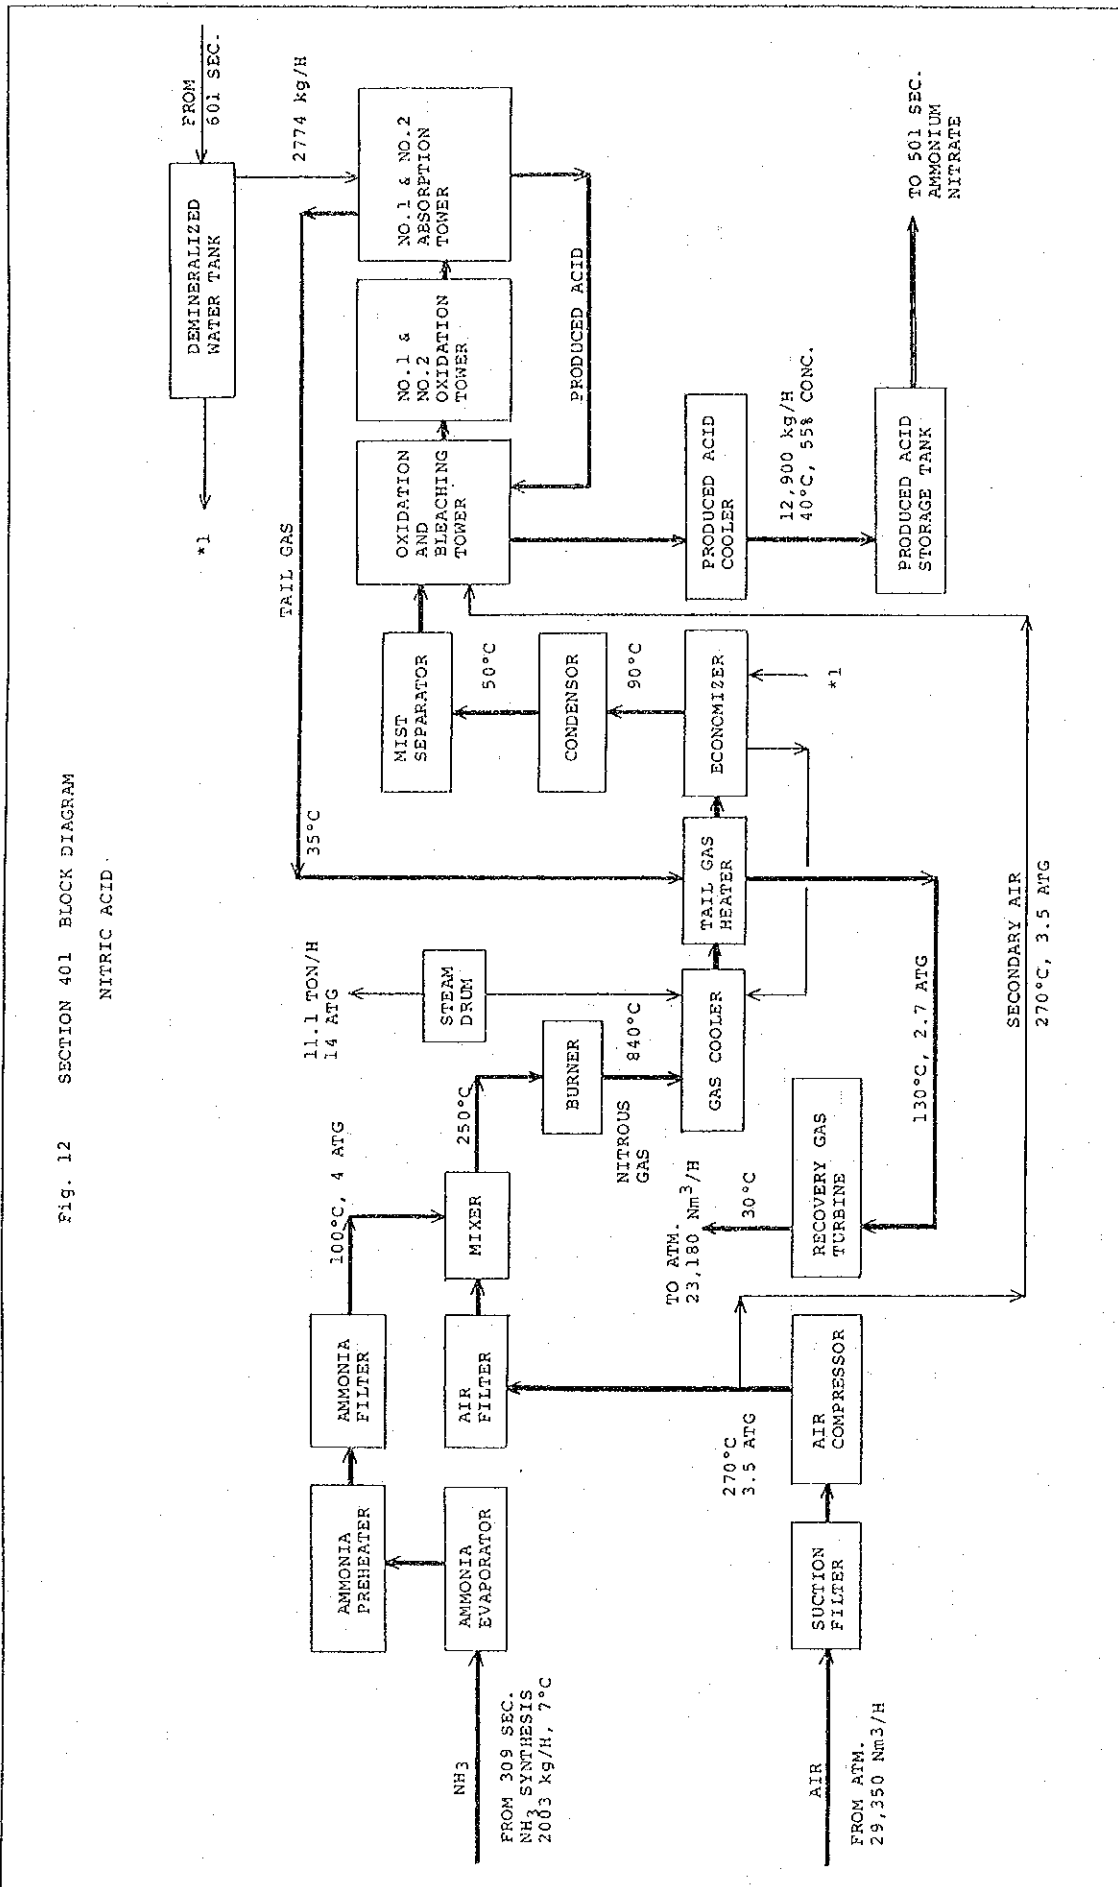 Fig. 12 SECTION 401 BLOCK DIAGRAM
NITRIC ACID
FROM
601 SEC.
DEMINERALIZED
WATER TANK
*1
2774 kg/H
TAIL GAS
35°C
NO.1 & NO.2
ABSORPTION
TOWER
NO.1 &
NO.2
OXIDATION
TOWER
OXIDATION
AND
BLEACHING
TOWER
PRODUCED ACID
MIST
SEPARATOR
50°C
CONDENSOR
90°C
ECONOMIZER
*1
PRODUCED ACID
COOLER
12,900 kg/H
40°C, 55% CONC.
PRODUCED ACID
STORAGE TANK
TO 501 SEC.
AMMONIUM
NITRATE
11.1 TON/H
14 ATG
STEAM
DRUM
TAIL GAS
HEATER
GAS COOLER
BURNER
840°C
NITROUS
GAS
250°C
100°C, 4 ATG
MIXER
AMMONIA
FILTER
AIR
FILTER
AMMONIA
PREHEATER
AMMONIA
EVAPORATOR
NH3
FROM 309 SEC.
NH3 SYNTHESIS
2003 kg/H, 7°C
TO ATM.
23,180 Nm³/H
30°C
RECOVERY GAS
TURBINE
130°C, 2.7 ATG
SECONDARY AIR
270°C, 3.5 ATG
270°C
3.5 ATG
AIR
COMPRESSOR
SUCTION
FILTER
AIR
FROM ATM.
29,350 Nm3/H